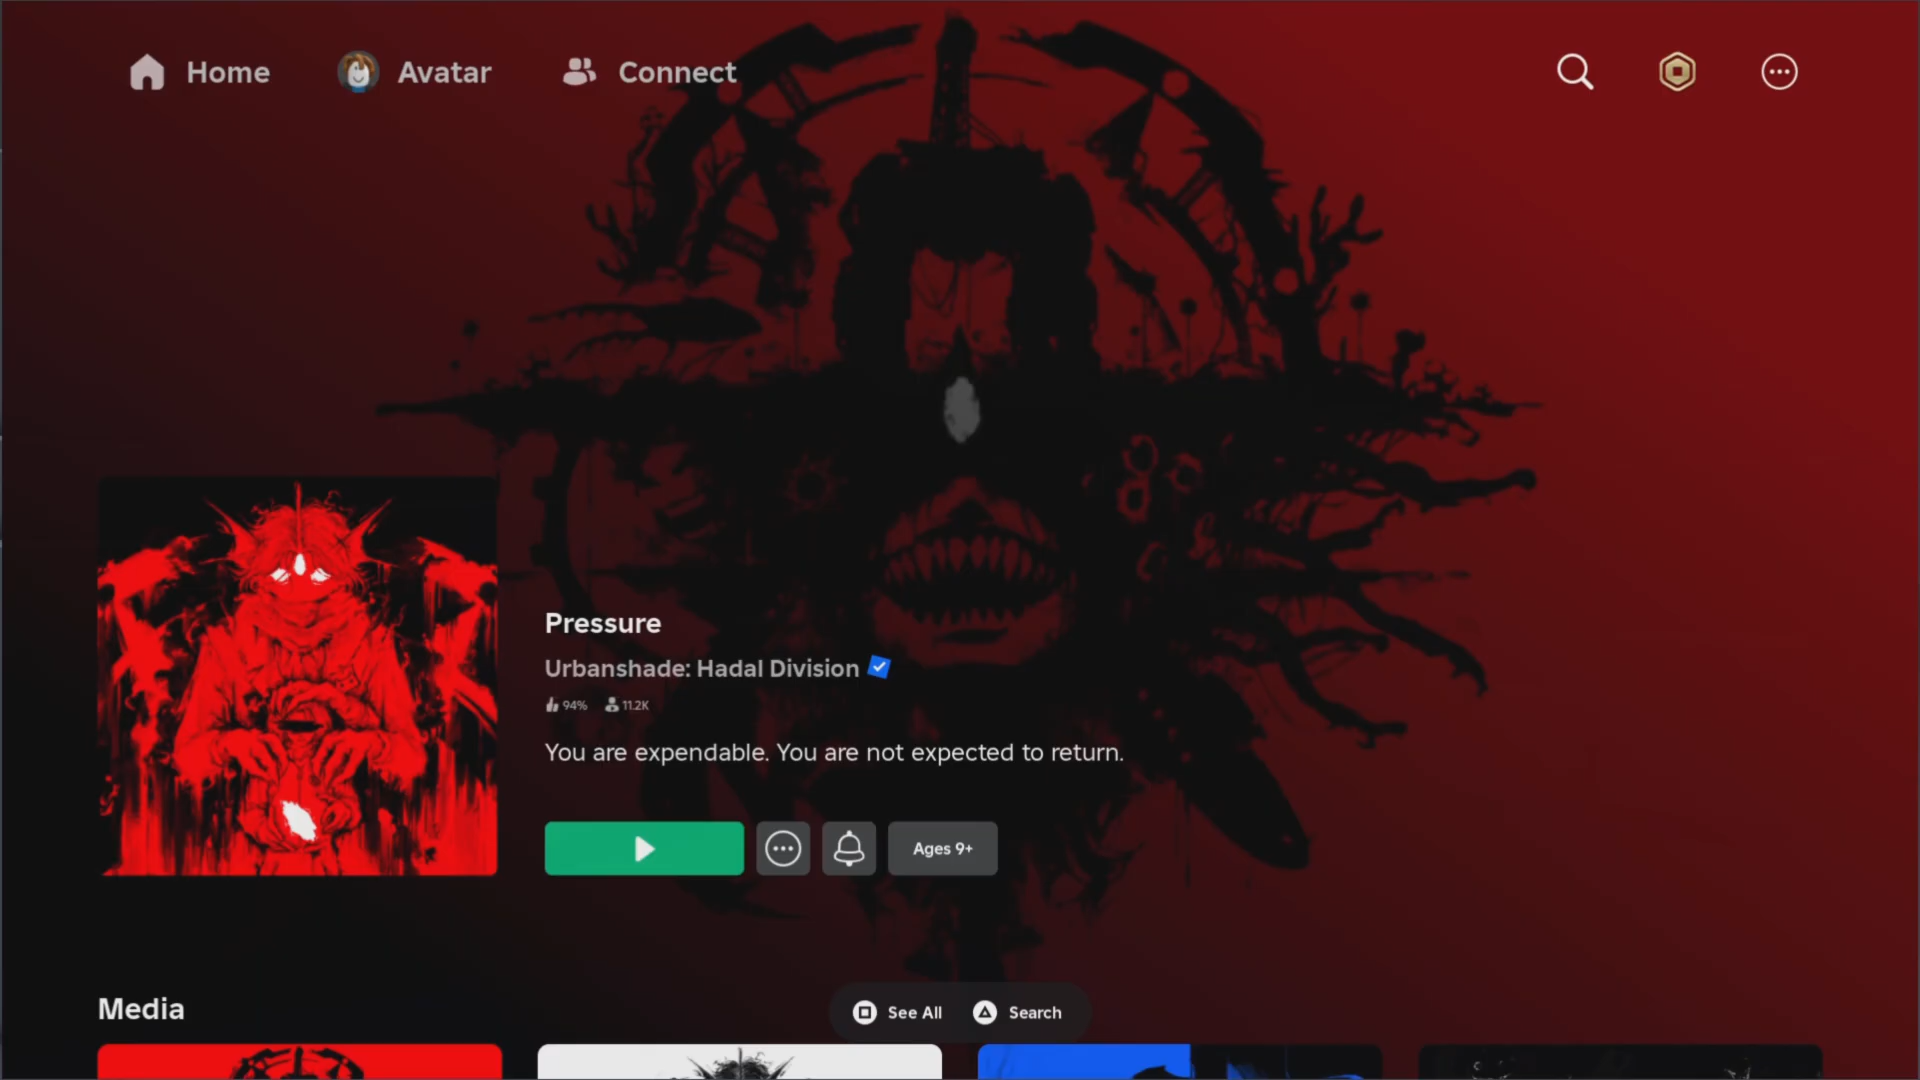 Home
Avatar
Connect
Pressure
Urbanshade: Hadal Division
94% 11.2K
You are expendable. You are not expected to return.
Ages 9+
Media
See All
Search